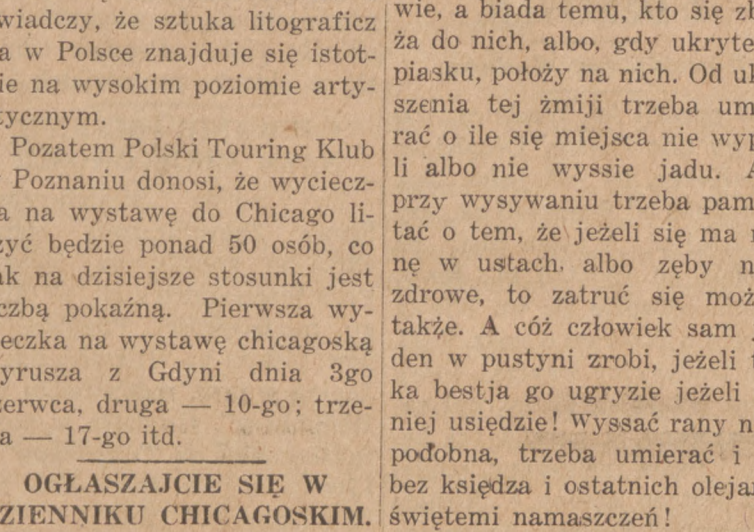 wiadczy, że sztuka litograficz
a w Polsce znajduje się istot-
ie na wysokim poziomie arty-
tycznym.
Pozatem Polski Touring Klub
Poznaniu donosi, że wyciecz-
a na wystawę do Chicago li-
zyć będzie ponad 50 osób, co
ak na dzisiejsze stosunki jest
czbą pokaźną. Pierwsza wy-
eczka na wystawę chicagoską
yrusza z Gdyni dnia 3go
zerwca, druga — 10-go; trze-
a — 17-go itd.
OGŁASZAJCIE SIĘ W
ZIENNIKU CHICAGOSKIM.
wie, a biada temu, kto się zb
ża do nich, albo, gdy ukryte
piasku, położy na nich. Od uk
szenia tej żmiji trzeba um
rać o ile się miejsca nie wyp
li albo nie wyssie jadu. A
przy wysywaniu trzeba pam
tać o tem, że jeżeli się ma r
nę w ustach, albo zęby n
zdrowe, to zatruć się moż
także. A cóż człowiek sam j
den w pustyni zrobi, jeżeli t
ka bestja go ugryzie jeżeli
niej usiędzie! Wyssać rany n
podobna, trzeba umierać i
bez księdza i ostatnich oleja
świętemi namaszczeń!